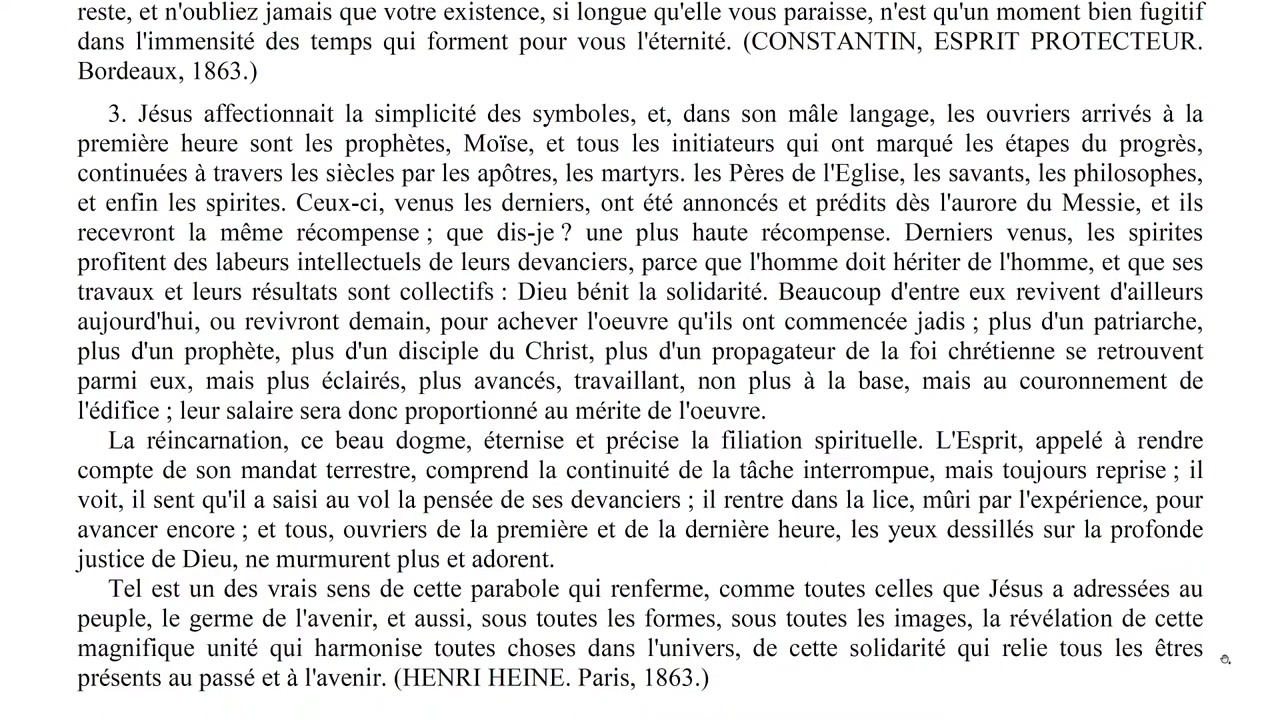 reste, et n'oubliez jamais que votre existence, si longue qu'elle vous paraisse, n'est qu'un moment bien fugitif
dans l'immensité des temps qui forment pour vous l'éternité. (CONSTANTIN, ESPRIT PROTECTEUR.
Bordeaux, 1863.)
3. Jésus affectionnait la simplicité des symboles, et, dans son mâle langage, les ouvriers arrivés à la
première heure sont les prophètes, Moïse, et tous les initiateurs qui ont marqué les étapes du progrès,
continuées à travers les siècles par les apôtres, les martyrs. les Pères de l'Eglise, les savants, les philosophes,
et enfin les spirites. Ceux-ci, venus les derniers, ont été annoncés et prédits dès l'aurore du Messie, et ils
recevront la même récompense ; que dis-je ? une plus haute récompense. Derniers venus, les spirites
profitent des labeurs intellectuels de leurs devanciers, parce que l'homme doit hériter de l'homme, et que ses
travaux et leurs résultats sont collectifs : Dieu bénit la solidarité. Beaucoup d'entre eux revivent d'ailleurs
aujourd'hui, ou revivront demain, pour achever l'oeuvre qu'ils ont commencée jadis ; plus d'un patriarche,
plus d'un prophète, plus d'un disciple du Christ, plus d'un propagateur de la foi chrétienne se retrouvent
parmi eux, mais plus éclairés, plus avancés, travaillant, non plus à la base, mais au couronnement de
l'édifice ; leur salaire sera donc proportionné au mérite de l'oeuvre.
La réincarnation, ce beau dogme, éternise et précise la filiation spirituelle. L'Esprit, appelé à rendre
compte de son mandat terrestre, comprend la continuité de la tâche interrompue, mais toujours reprise ; il
voit, il sent qu'il a saisi au vol la pensée de ses devanciers ; il rentre dans la lice, mûri par l'expérience, pour
avancer encore ; et tous, ouvriers de la première et de la dernière heure, les yeux dessillés sur la profonde
justice de Dieu, ne murmurent plus et adorent.
Tel est un des vrais sens de cette parabole qui renferme, comme toutes celles que Jésus a adressées au
peuple, le germe de l'avenir, et aussi, sous toutes les formes, sous toutes les images, la révélation de cette
magnifique unité qui harmonise toutes choses dans l'univers, de cette solidarité qui relie tous les êtres
présents au passé et à l'avenir. (HENRI HEINE. Paris, 1863.)